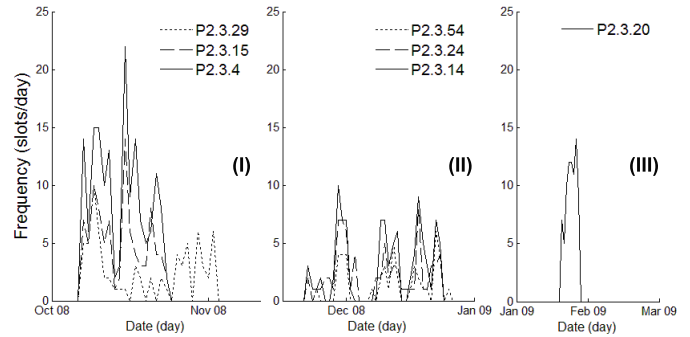 25 20 15 10 5 0
Frequency (slots/day)
P2.3.29
P2.3.15
P2.3.4
(I)
Oct 08 Nov 08
Date (day)
25 20 15 10 5 0
P2.3.54
P2.3.24
P2.3.14
(II)
Dec 08 Jan 09
Date (day)
25 20 15 10 5 0
P2.3.20
(III)
Jan 09 Feb 09 Mar 09
Date (day)